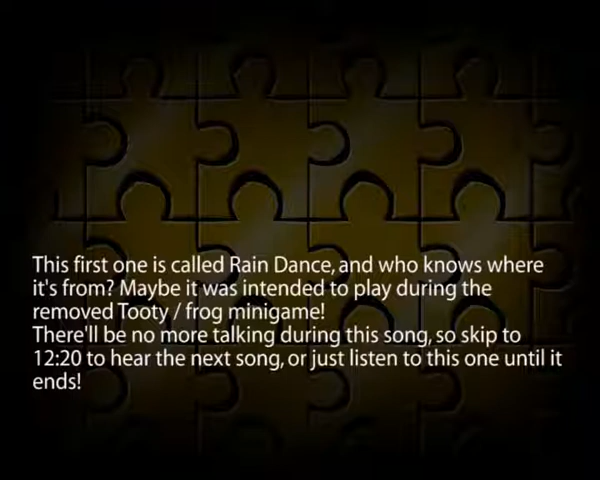 This first one is called Rain Dance, and who knows where
it's from? Maybe it was intended to play during the
removed Tooty / frog minigame!
There'll be no more talking during this song, so skip to
12:20 to hear the next song, or just listen to this one until it
ends!